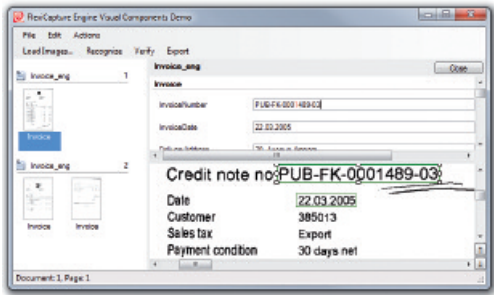 FlexiCapture Engine Visual Components Demo
File Edit Actions
Load Images... Recognize Verify Export
Invoice_eng 1
Invoice
Invoice_eng 2
Invoice Invoice
Invoice_eng
Close
Invoice
InvoiceNumber PUB-FK-0001489-03
InvoiceDate 22.03.2005
Credit note no PUB-FK-0001489-03
Date 22.03.2005
Customer 385013
Sales tax Export
Payment condition 30 days net
Document: 1, Page: 1